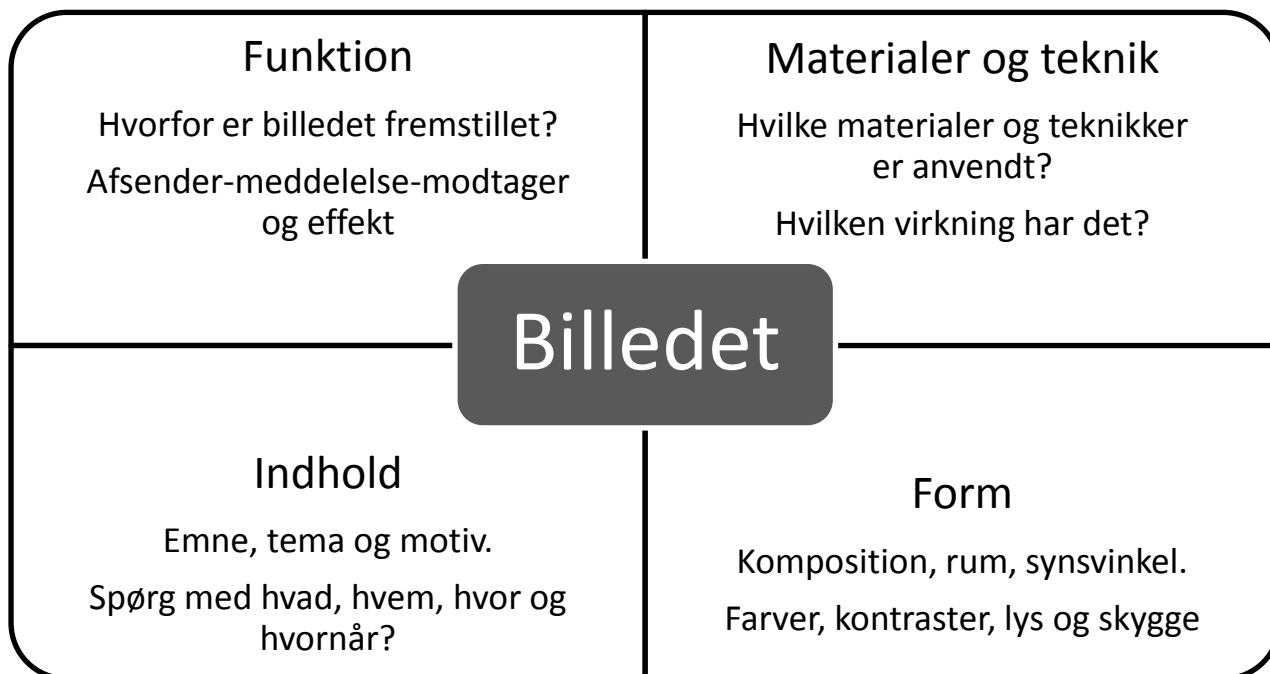 Funktion
Hvorfor er billedet fremstillet?
Afsender-meddelelse-modtager
og effekt
Materialer og teknik
Hvilke materialer og teknikker
er anvendt?
Hvilken virkning har det?
Billedet
Indhold
Emne, tema og motiv.
Spørg med hvad, hvem, hvor og
hvornår?
Form
Komposition, rum, synsvinkel.
Farver, kontraster, lys og skygge